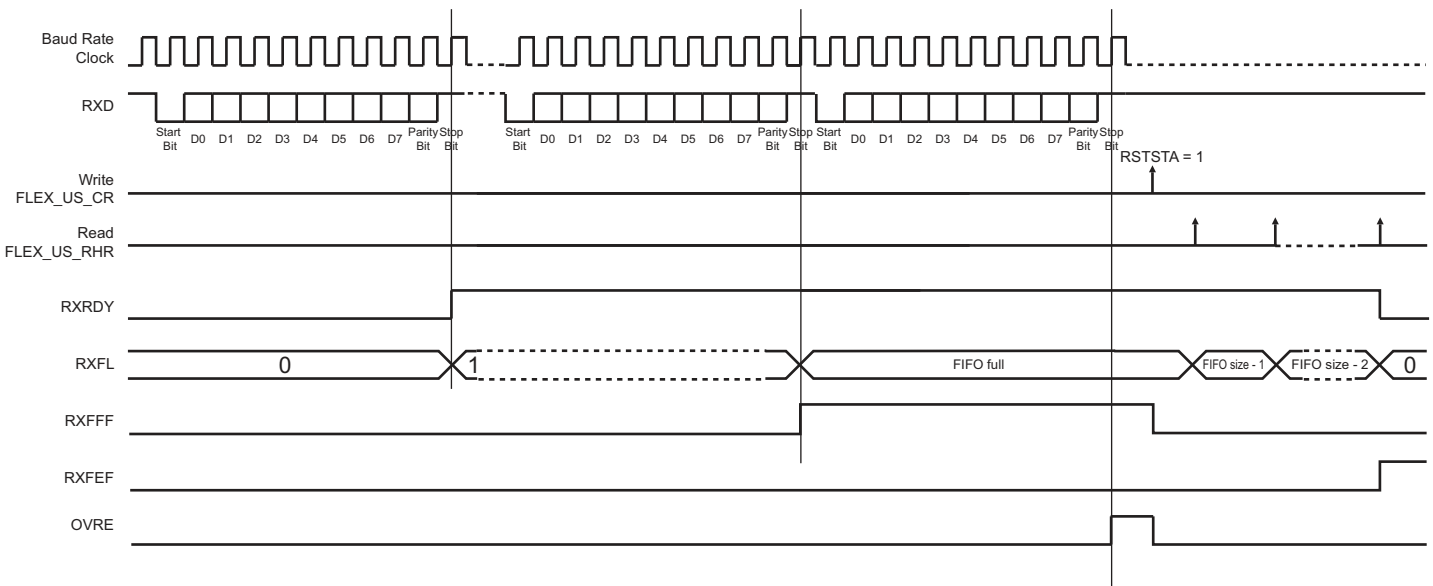 Baud Rate
Clock
RXD
Start
Bit
D0
D1
D2
D3
D4
D5
D6
D7
Parity
Bit
Stop
Bit
Start
Bit
D0
D1
D2
D3
D4
D5
D6
D7
Parity
Bit
Stop
Bit
Start
Bit
D0
D1
D2
D3
D4
D5
D6
D7
Parity
Bit
Stop
Bit
RSTSTA = 1
Write
FLEX_US_CR
Read
FLEX_US_RHR
RXRDY
RXFL
0
1
FIFO full
FIFO size - 1
FIFO size - 2
0
RXFFF
RXFEF
OVRE